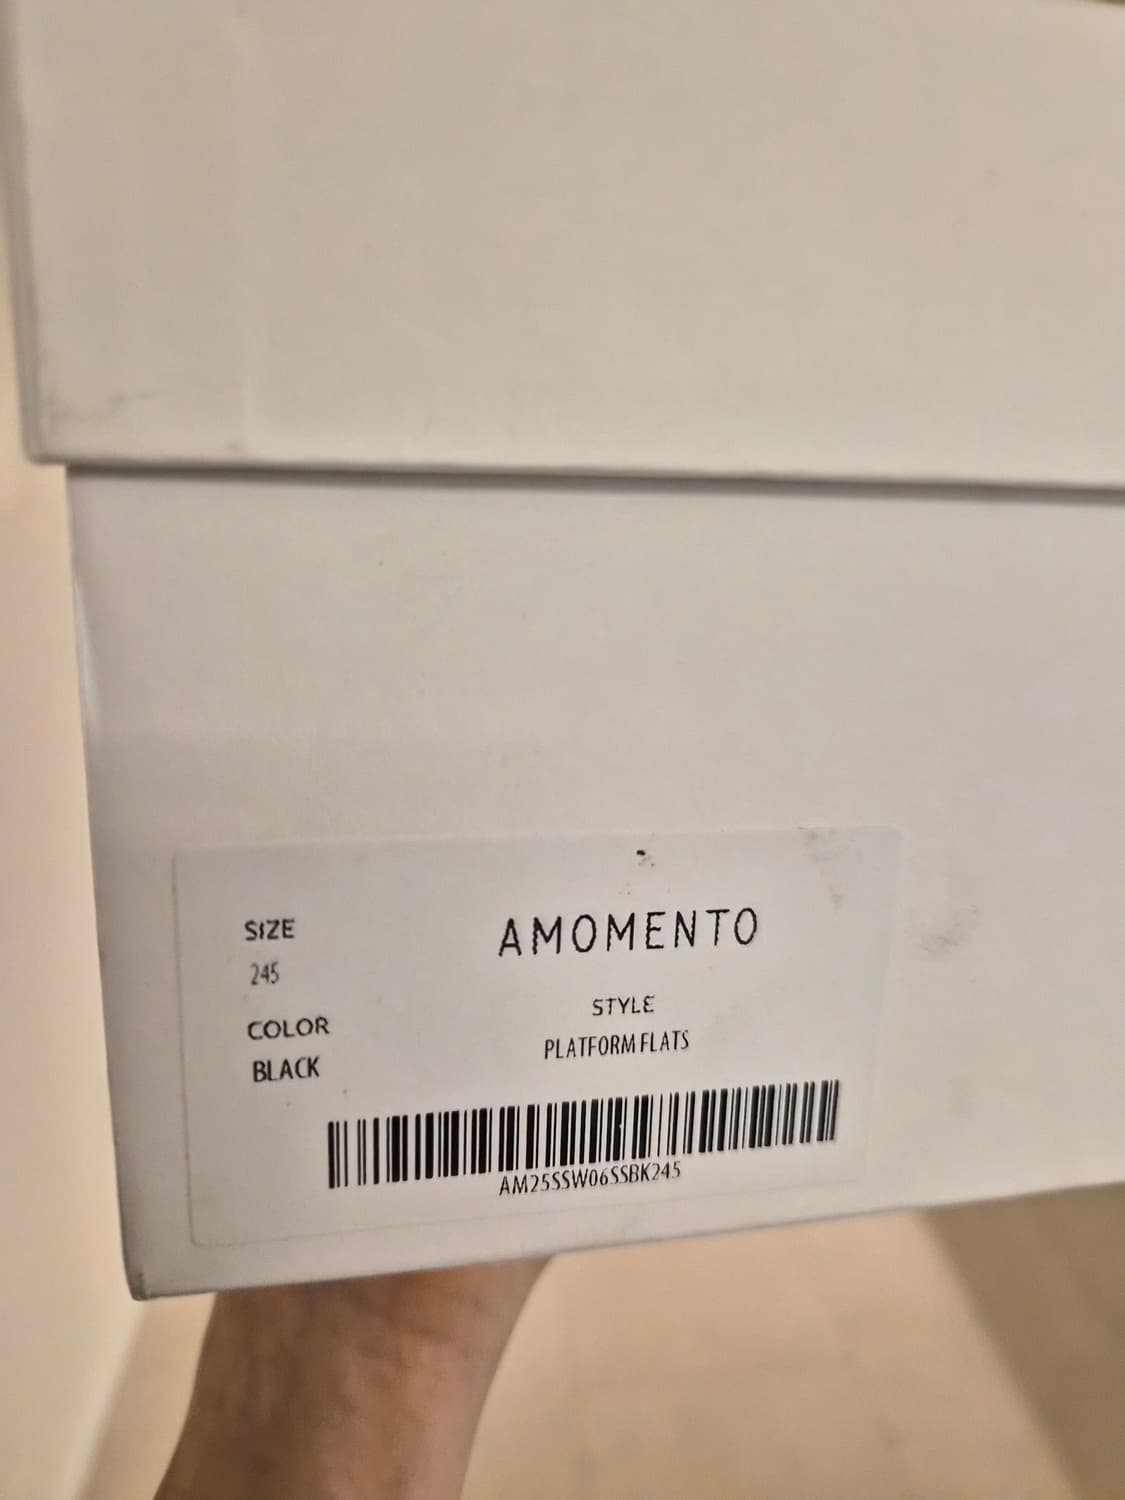 SIZE
245
COLOR
BLACK
AMOMENTO
STYLE
PLATFORM FLATS
AM25SSW06SSBK245